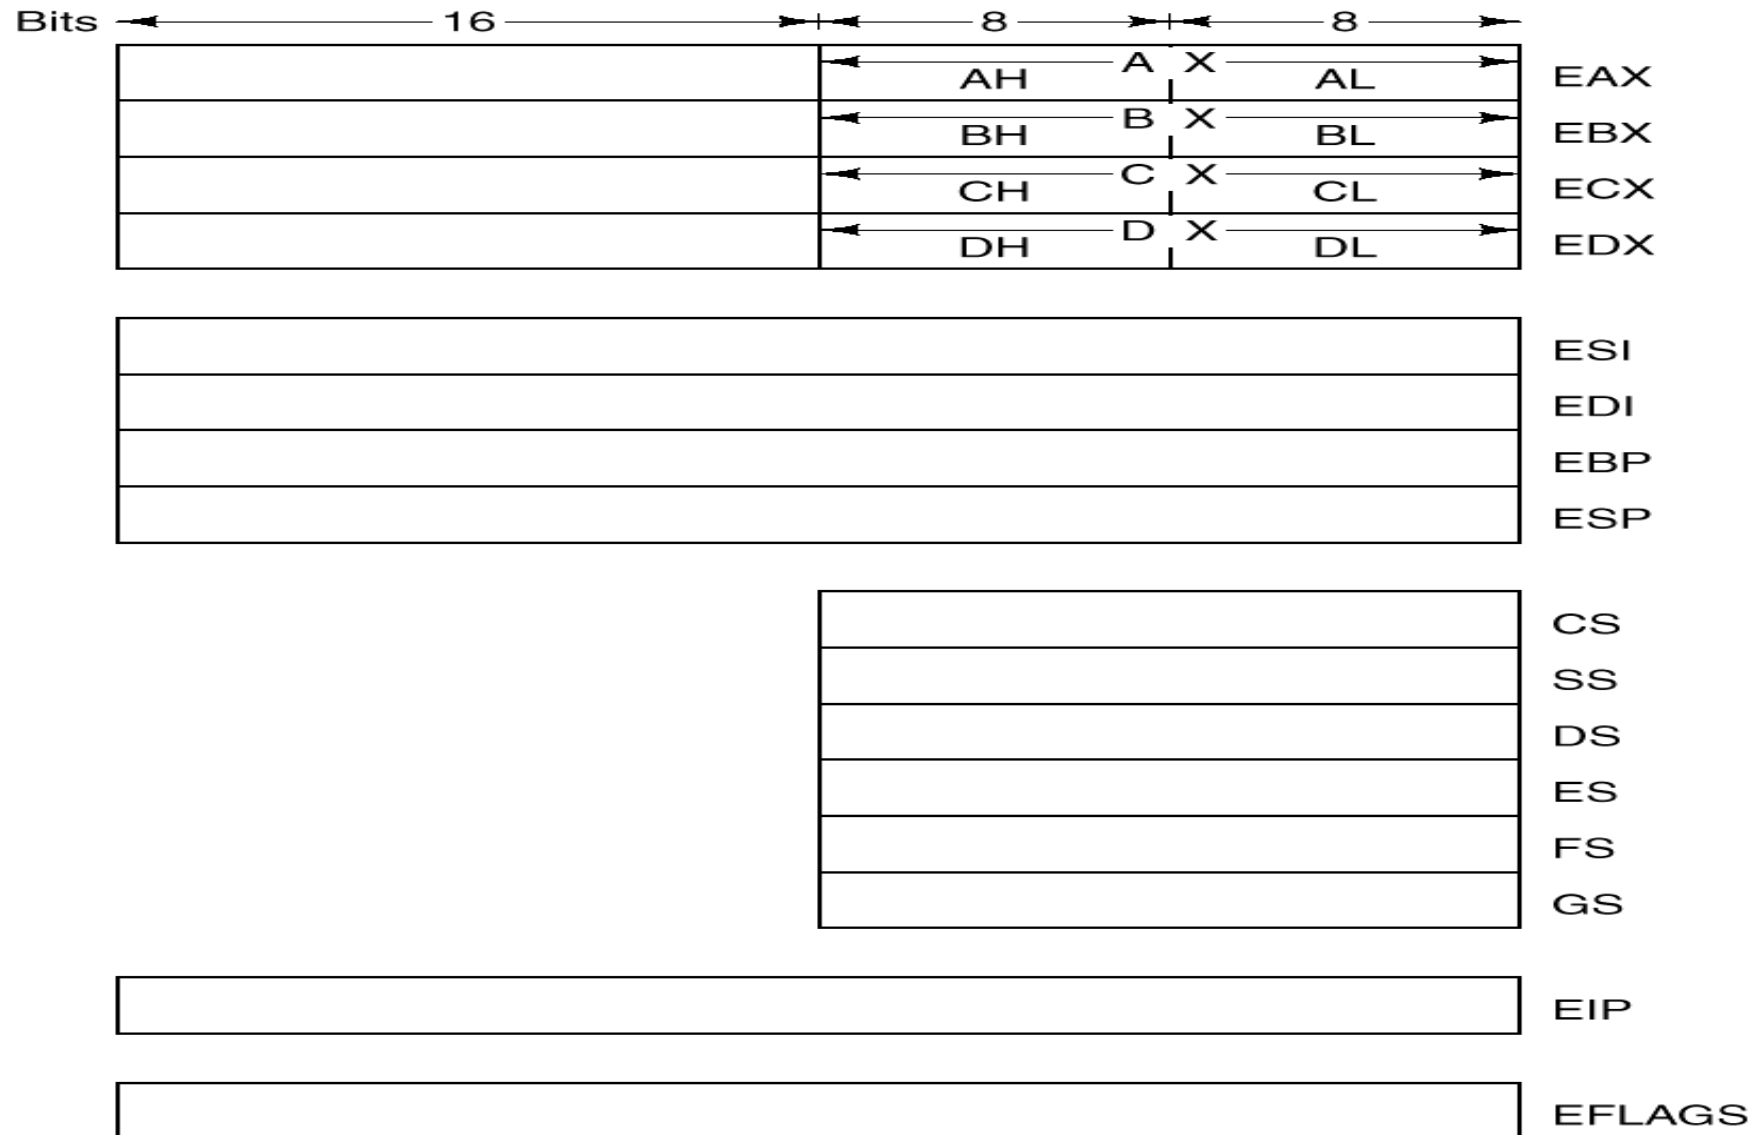 Bits 16 8 8
A X
AH AL EAX
B X
BH BL EBX
C X
CH CL ECX
D X
DH DL EDX
ESI
EDI
EBP
ESP
CS
SS
DS
ES
FS
GS
EIP
EFLAGS